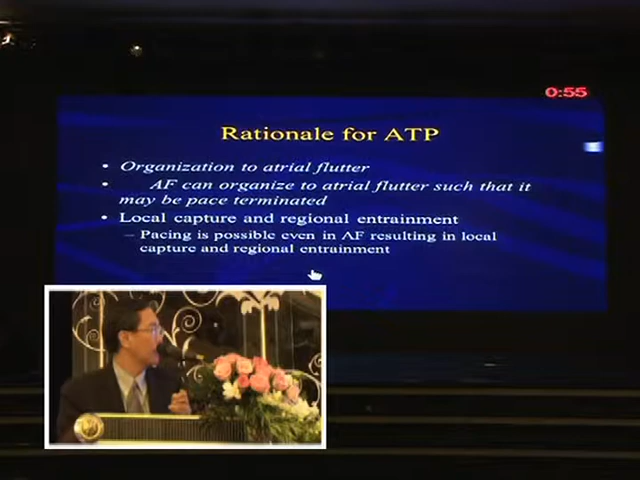 0:55
Rationale for ATP
• Organization to atrial flutter
• AF can organize to atrial flutter such that it
may be pace terminated
• Local capture and regional entrainment
– Pacing is possible even in AF resulting in local
capture and regional entrainment